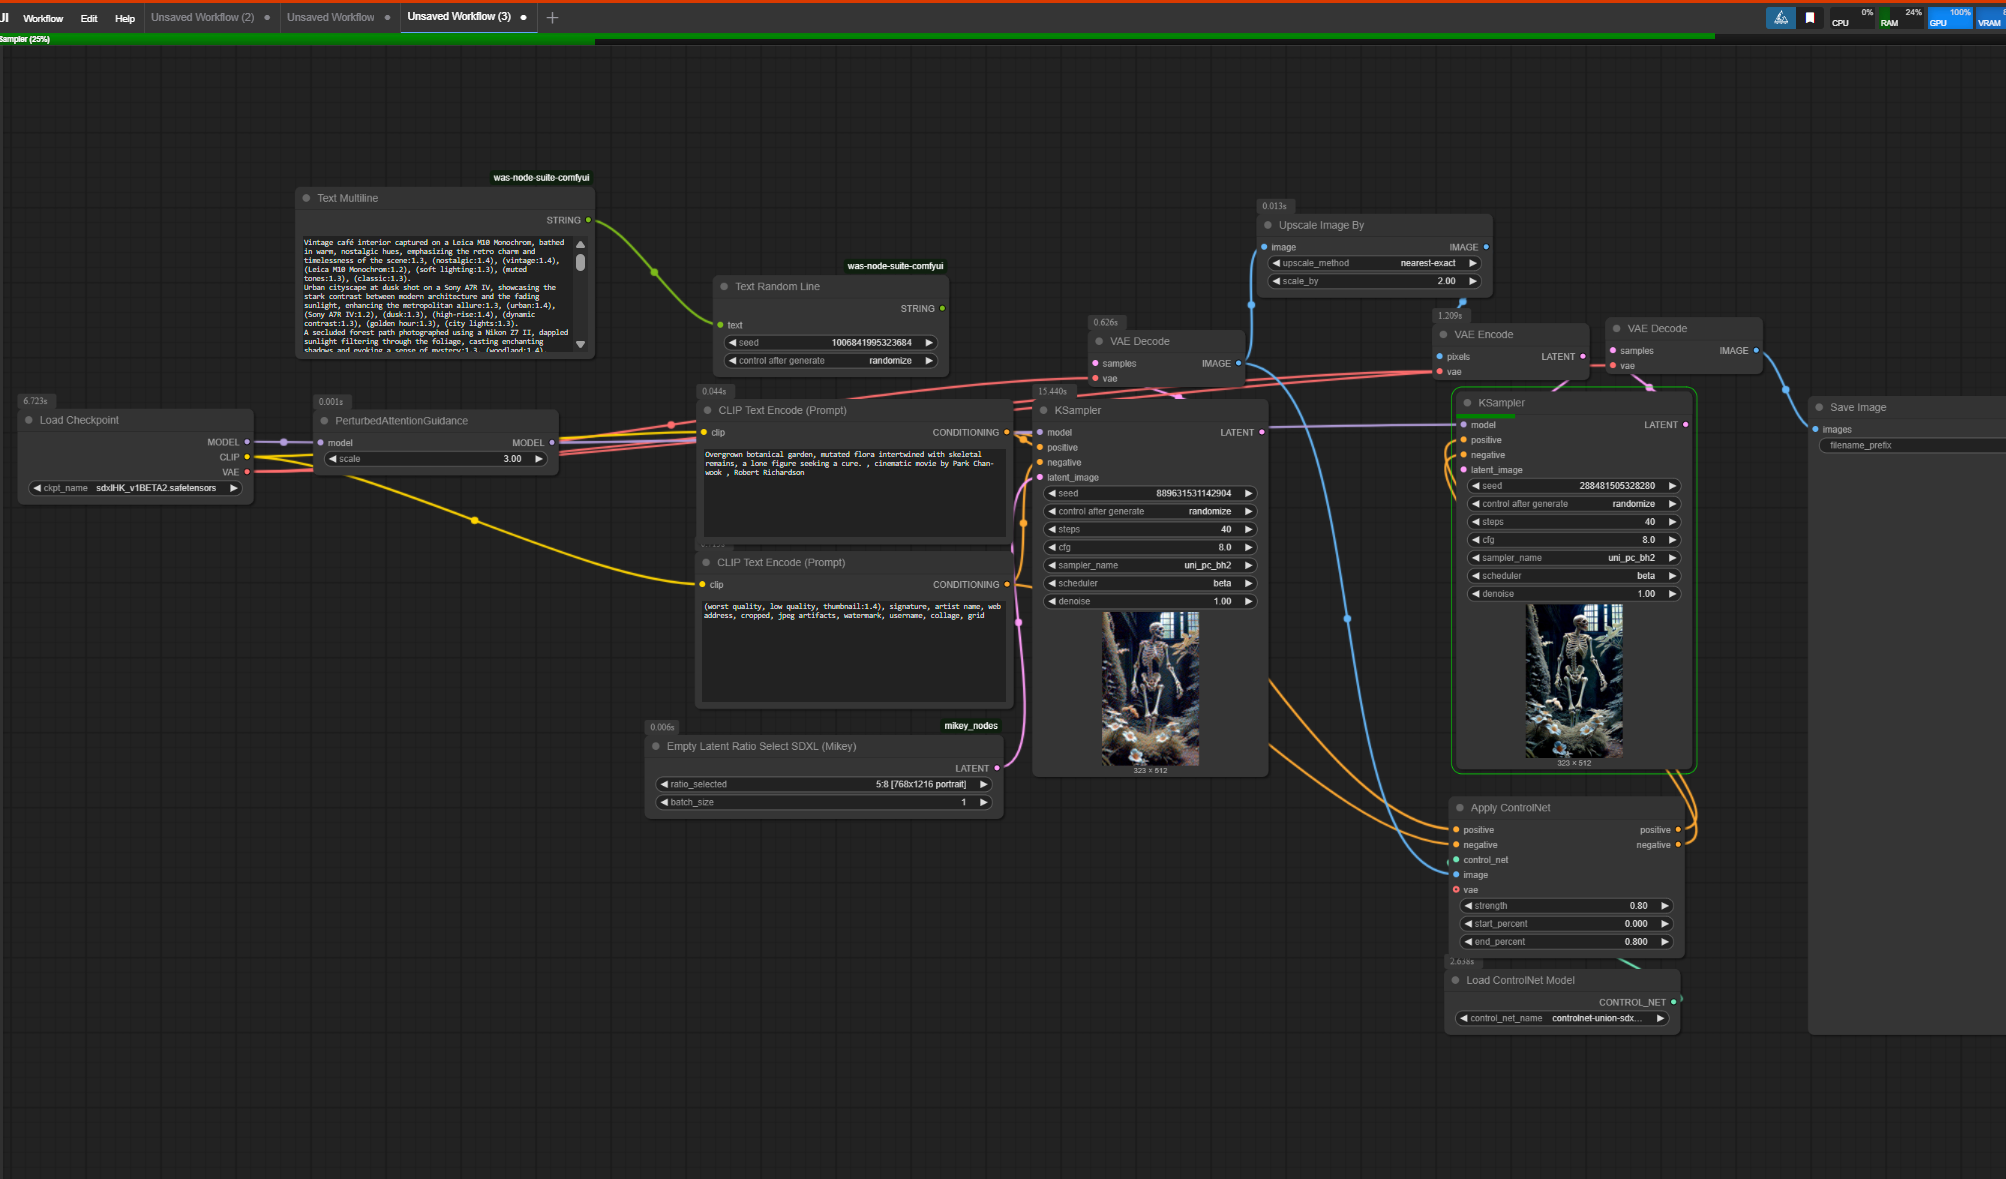 UI Workflow Edit Help Unsaved Workflow (2) Unsaved Workflow Unsaved Workflow (3)
CPU 0% RAM 24% GPU 100% VRAM
Sampler (25%)
was-node-suite-comfyui
Text Multiline
STRING
Vintage café interior captured on a Leica M10 Monochrom, bathed
in warm, nostalgic hues, emphasizing the retro charm and
timelessness of the scene:1.3, (nostalgic:1.4), (vintage:1.4),
(Leica M10 Monochrom:1.2), (soft lighting:1.3), (muted
tones:1.3), (classic:1.3).
Urban cityscape at dusk shot on a Sony A7R IV, showcasing the
stark contrast between modern architecture and the fading
sunlight, enhancing the metropolitan allure:1.3, (urban:1.4),
(Sony A7R IV:1.2), (dusk:1.3), (high-rise:1.4), (dynamic
contrast:1.3), (golden hour:1.3), (city lights:1.3).
A secluded forest path photographed using a Nikon Z7 II, dappled
sunlight filtering through the foliage, casting enchanting
shadows and evoking a sense of mystery:1.3, (woodland:1.4)
was-node-suite-comfyui
Text Random Line
STRING
text
seed 1006841995323684
control after generate randomize
6.723s
Load Checkpoint
MODEL
CLIP
VAE
ckpt_name sdxlHK_v1BETA2.safetensors
0.001s
PerturbedAttentionGuidance
model MODEL
scale 3.00
0.044s
CLIP Text Encode (Prompt)
clip CONDITIONING
Overgrown botanical garden, mutated flora intertwined with skeletal
remains, a lone figure seeking a cure. , cinematic movie by Park Chan-
wook , Robert Richardson
CLIP Text Encode (Prompt)
clip CONDITIONING
(worst quality, low quality, thumbnail:1.4), signature, artist name, web
address, cropped, jpeg artifacts, watermark, username, collage, grid
0.006s
mikey_nodes
Empty Latent Ratio Select SDXL (Mikey)
LATENT
ratio_selected 5:8 [768x1216 portrait]
batch_size 1
0.626s
VAE Decode
samples IMAGE
vae
15.440s
KSampler
model LATENT
positive
negative
latent_image
seed 889631531142904
control after generate randomize
steps 40
cfg 8.0
sampler_name uni_pc_bh2
scheduler beta
denoise 1.00
323 × 512
0.013s
Upscale Image By
image IMAGE
upscale_method nearest-exact
scale_by 2.00
1.209s
VAE Encode
pixels LATENT
vae
VAE Decode
samples IMAGE
vae
KSampler
model LATENT
positive
negative
latent_image
seed 288481505328280
control after generate randomize
steps 40
cfg 8.0
sampler_name uni_pc_bh2
scheduler beta
denoise 1.00
323 × 512
Apply ControlNet
positive positive
negative negative
control_net
image
vae
strength 0.80
start_percent 0.000
end_percent 0.800
2.638s
Load ControlNet Model
CONTROL_NET
control_net_name controlnet-union-sdx...
Save Image
images
filename_prefix